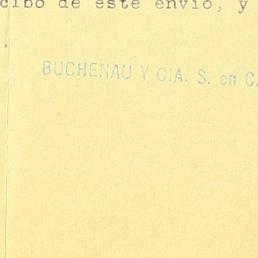 cibo de este envío, y
BUCHENAU Y CIA. S. en C.